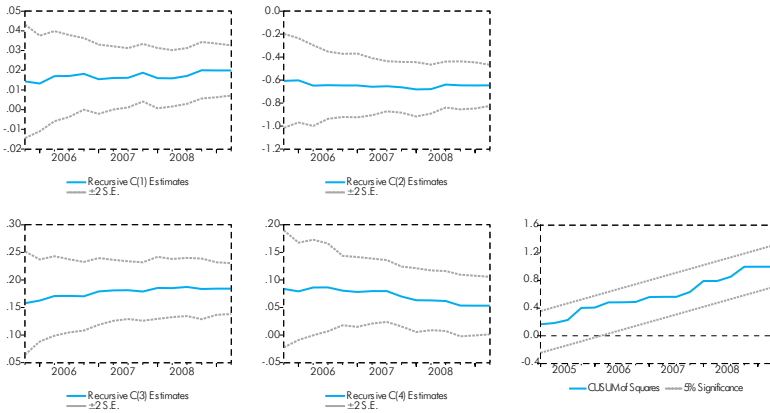 .05
.04
.03
.02
.01
.00
-.01
-.02
2006 2007 2008
Recursive C(1) Estimates
±2 S.E.
0.0
-0.2
-0.4
-0.6
-0.8
-1.0
-1.2
2006 2007 2008
Recursive C(2) Estimates
±2 S.E.
.30
.25
.20
.15
.10
.05
2006 2007 2008
Recursive C(3) Estimates
±2 S.E.
.20
.15
.10
.05
.00
-.05
2006 2007 2008
Recursive C(4) Estimates
±2 S.E.
1.6
1.2
0.8
0.4
0.0
-0.4
2005 2006 2007 2008
CUSUM of Squares 5% Significance